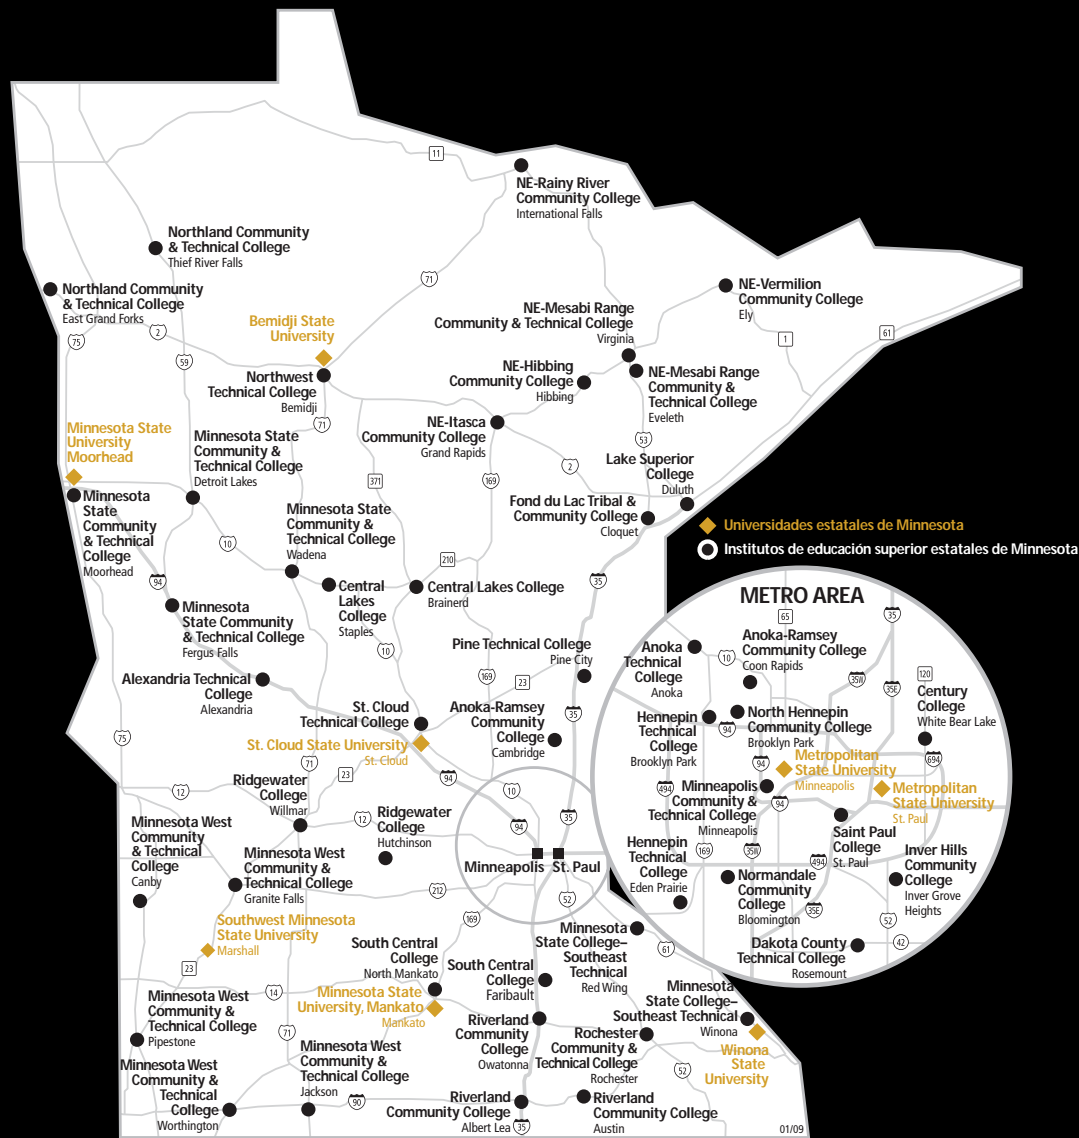 11
NE-Rainy River
Community College
International Falls
Northland Community
& Technical College
Thief River Falls
Northland Community
& Technical College
East Grand Forks
71
NE-Vermilion
Community College
Ely
NE-Mesabi Range
Community & Technical College
Virginia
Bemidji State
University
2
75
59
1
61
NE-Hibbing
Community College
Hibbing
NE-Mesabi Range
Community &
Technical College
Eveleth
Northwest
Technical College
Bemidji
71
NE-Itasca
Community College
Grand Rapids
53
Minnesota State
University
Moorhead
Minnesota State
Community &
Technical College
Detroit Lakes
2
169
371
Lake Superior
College
Duluth
Minnesota
State
Community
& Technical
College
Moorhead
Minnesota State
Community &
Technical College
Wadena
Fond du Lac Tribal &
Community College
Cloquet
Universidades estatales de Minnesota
Institutos de educación superior estatales de Minnesota
10
210
94
35
Central
Lakes
College
Staples
Central Lakes College
Brainerd
Minnesota
State Community
& Technical College
Fergus Falls
10
Pine Technical College
Pine City
Alexandria Technical
College
Alexandria
169
23
35
St. Cloud
Technical College
Anoka-Ramsey
Community
College
Cambridge
75
St. Cloud State University
St. Cloud
71
23
94
12
10
Ridgewater
College
Willmar
12
Ridgewater
College
Hutchinson
94
35
Minnesota West
Community
& Technical
College
Canby
Minnesota West
Community &
Technical College
Granite Falls
Minneapolis
St. Paul
212
52
169
Southwest Minnesota
State University
Marshall
Minnesota
State College–
Southeast
Technical
Red Wing
61
South Central
College
North Mankato
23
South Central
College
Faribault
14
Minnesota State
University, Mankato
Mankato
Minnesota
State College–
Southeast Technical
Winona
Minnesota West
Community &
Technical College
Pipestone
71
Riverland
Community
College
Owatonna
Rochester
Community &
Technical College
Rochester
Winona
State
University
Minnesota West
Community &
Technical College
Jackson
52
Minnesota West
Community &
Technical
College
Worthington
90
Riverland
Community College
Albert Lea
35
Riverland
Community College
Austin
01/09
METRO AREA
65
35
Anoka
Technical
College
Anoka
10
Anoka-Ramsey
Community College
Coon Rapids
35W
35E
120
Century
College
White Bear Lake
Hennepin
Technical
College
Brooklyn Park
94
North Hennepin
Community College
Brooklyn Park
694
94
Metropolitan
State University
Minneapolis
494
Minneapolis
Community &
Technical College
Minneapolis
94
Metropolitan
State University
St. Paul
Saint Paul
College
St. Paul
Hennepin
Technical
College
Eden Prairie
169
35W
494
Inver Hills
Community
College
Inver Grove
Heights
Normandale
Community
College
Bloomington
35E
52
42
Dakota County
Technical College
Rosemount